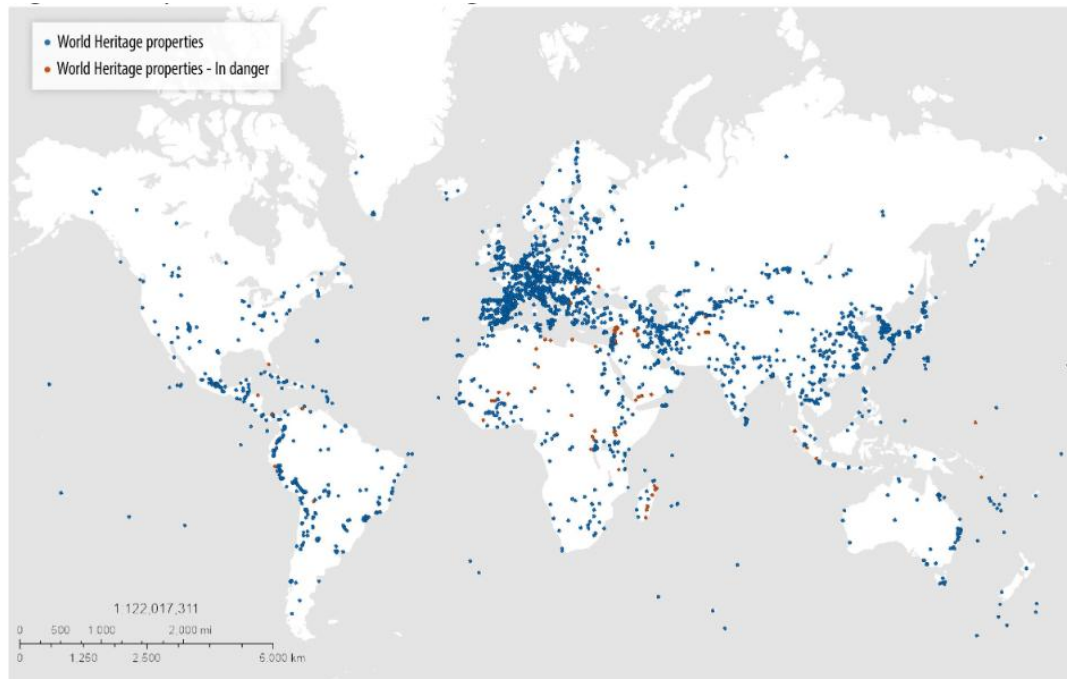 World Heritage properties
World Heritage properties - In danger
1:122,017,311
0 500 1.000 2,000 mi
0 1.250 2.500 5.000 km